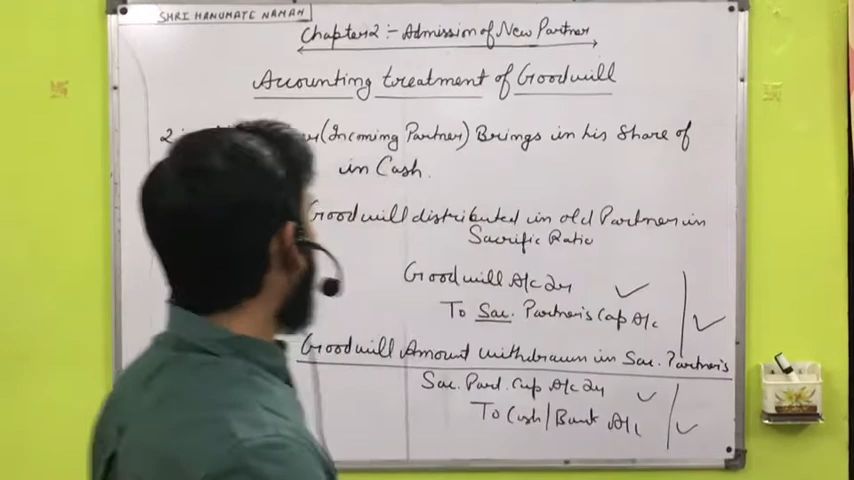 SHRI HANUMATE NAMAH
Chapter 2 :- Admission of New Partner
Accounting treatment of Goodwill
(Incoming Partner) Brings in his Share of
in Cash.
Goodwill distributed in old Partner in
Sacrific Ratio
Goodwill A/c Dr
To Sac. Partner's Cap A/c
Goodwill Amount withdrawn in Sac. Partner's
Sac. Part. Cap A/c Dr
To Cash/Bank A/c